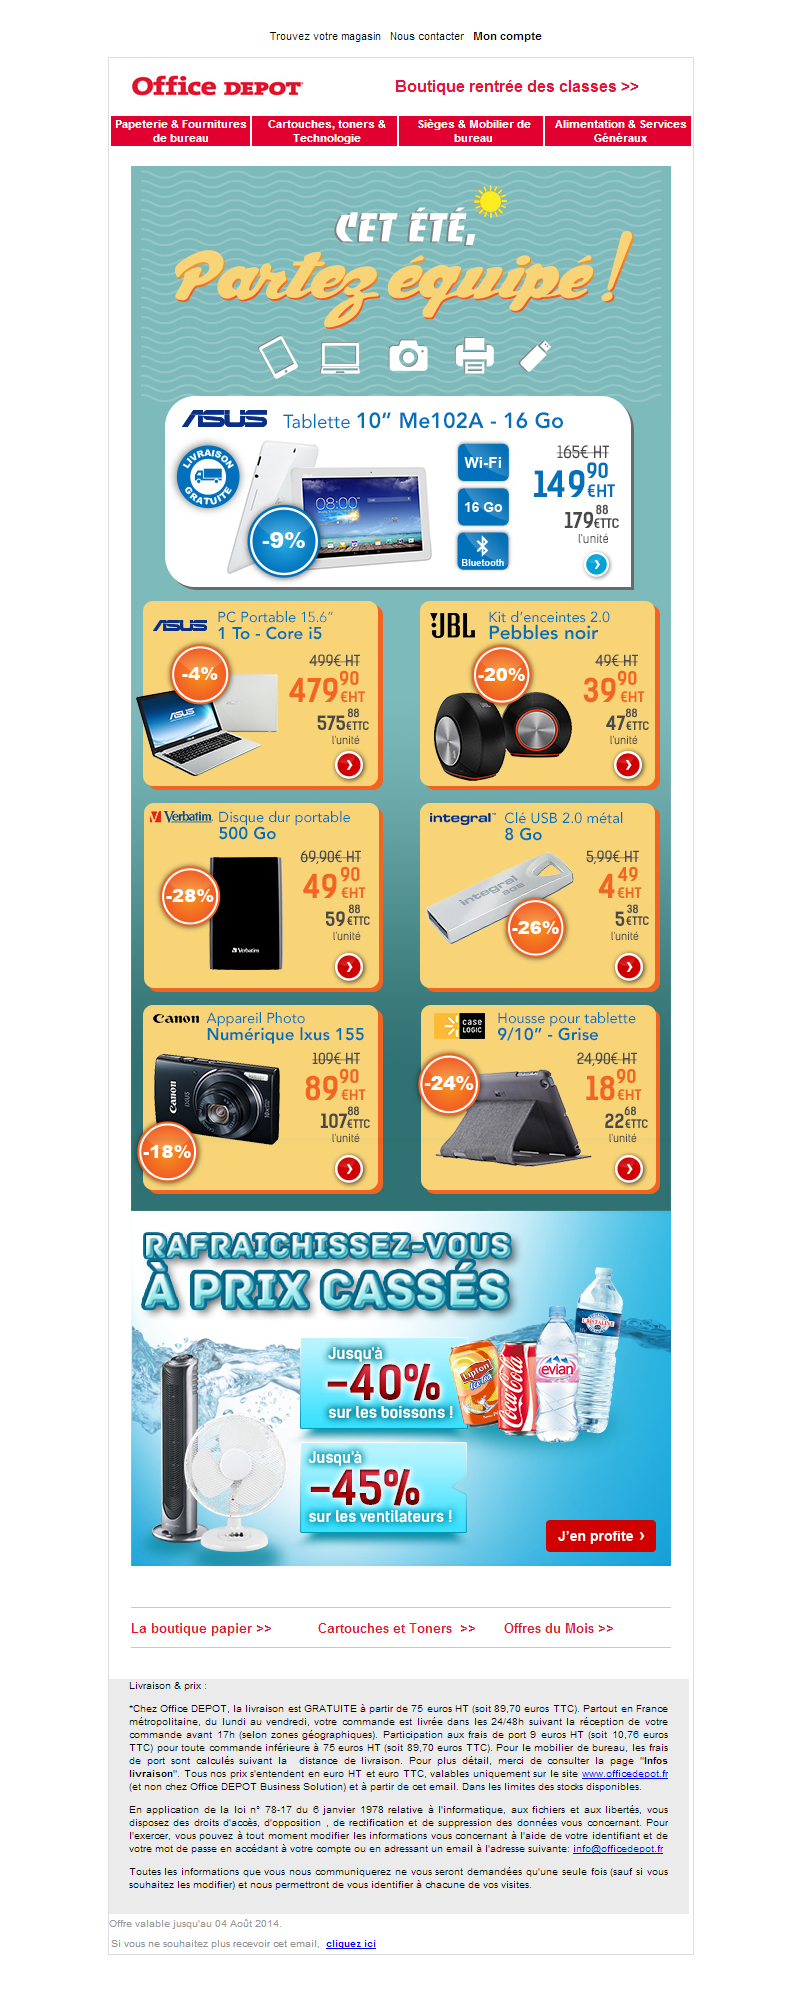 Trouvez votre magasin Nous contacter Mon compte
Office DEPOT
Boutique rentrée des classes >>
Papeterie & Fournitures
de bureau
Cartouches, toners &
Technologie
Sièges & Mobilier de
bureau
Alimentation & Services
Généraux
CET ÉTÉ,
Partez équipé !
ASUS Tablette 10” Me102A - 16 Go
LIVRAISON
GRATUITE
-9%
08:00
Wi-Fi
16 Go
Bluetooth
165€ HT
149,90 €HT
179,88 €TTC
l'unité
ASUS
PC Portable 15.6”
1 To - Core i5
-4%
ASUS
499€ HT
479,90 €HT
575,88 €TTC
l'unité
JBL
Kit d'enceintes 2.0
Pebbles noir
-20%
49€ HT
39,90 €HT
47,88 €TTC
l'unité
Verbatim
Disque dur portable
500 Go
-28%
Verbatim
69,90€ HT
49,90 €HT
59,88 €TTC
l'unité
integral
Clé USB 2.0 métal
8 Go
integral 8GB
-26%
5,99€ HT
4,49 €HT
5,38 €TTC
l'unité
Canon
Appareil Photo
Numérique Ixus 155
Canon
IXUS
-18%
109€ HT
89,90 €HT
107,88 €TTC
l'unité
case
LOGIC
Housse pour tablette
9/10” - Grise
-24%
24,90€ HT
18,90 €HT
22,68 €TTC
l'unité
RAFRAICHISSEZ-VOUS
À PRIX CASSÉS
Jusqu'à
-40%
sur les boissons !
Lipton
Ice Tea
Coca-Cola
evian
CRISTALINE
Jusqu'à
-45%
sur les ventilateurs !
J'en profite ›
La boutique papier >> Cartouches et Toners >> Offres du Mois >>
Livraison & prix :
*Chez Office DEPOT, la livraison est GRATUITE à partir de 75 euros HT (soit 89,70 euros TTC). Partout en France
métropolitaine, du lundi au vendredi, votre commande est livrée dans les 24/48h suivant la réception de votre
commande avant 17h (selon zones géographiques). Participation aux frais de port 9 euros HT (soit 10,76 euros
TTC) pour toute commande inférieure à 75 euros HT (soit 89,70 euros TTC). Pour le mobilier de bureau, les frais
de port sont calculés suivant la distance de livraison. Pour plus détail, merci de consulter la page "Infos
livraison". Tous nos prix s'entendent en euro HT et euro TTC, valables uniquement sur le site www.officedepot.fr
(et non chez Office DEPOT Business Solution) et à partir de cet email. Dans les limites des stocks disponibles.
En application de la loi n° 78-17 du 6 janvier 1978 relative à l'informatique, aux fichiers et aux libertés, vous
disposez des droits d'accès, d'opposition , de rectification et de suppression des données vous concernant. Pour
l'exercer, vous pouvez à tout moment modifier les informations vous concernant à l'aide de votre identifiant et de
votre mot de passe en accédant à votre compte ou en adressant un email à l'adresse suivante: info@officedepot.fr
Toutes les informations que vous nous communiquerez ne vous seront demandées qu'une seule fois (sauf si vous
souhaitez les modifier) et nous permettront de vous identifier à chacune de vos visites.
Offre valable jusqu'au 04 Août 2014.
Si vous ne souhaitez plus recevoir cet email, cliquez ici